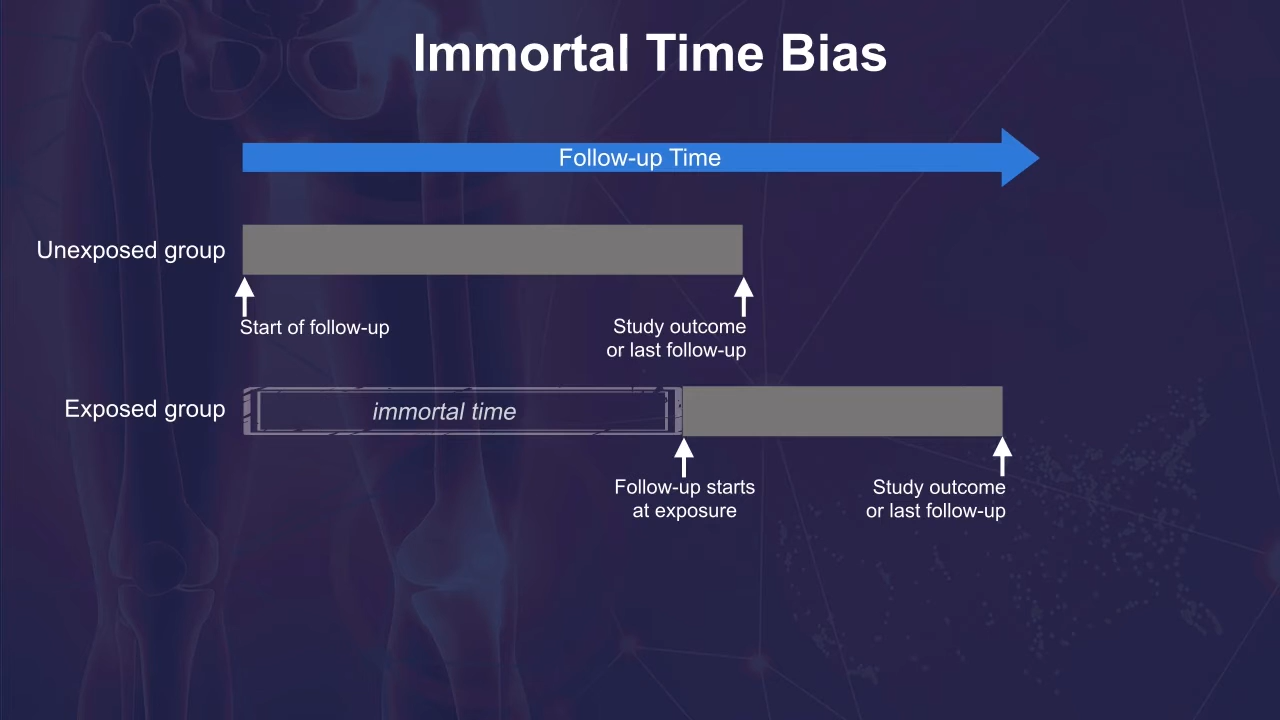 Immortal Time Bias
Follow-up Time
Unexposed group
Start of follow-up
Study outcome
or last follow-up
Exposed group
immortal time
Follow-up starts
at exposure
Study outcome
or last follow-up